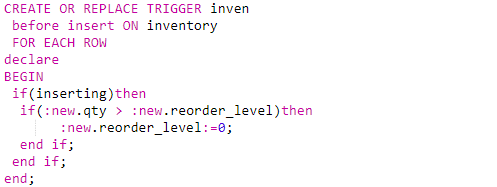 CREATE OR REPLACE TRIGGER inven
before insert ON inventory
FOR EACH ROW
declare
BEGIN
if(inserting)then
if(:new.qty > :new.reorder_level)then
:new.reorder_level:=0;
end if;
end if;
end;